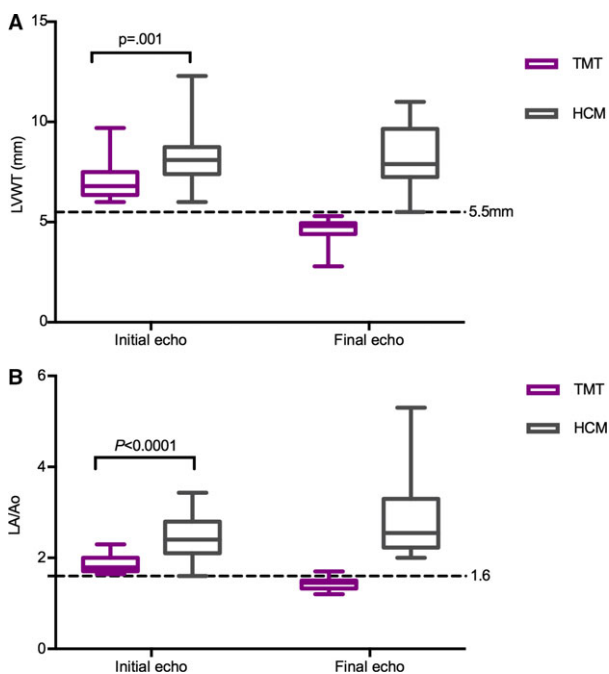 A
15
p=.001
TMT
HCM
10
LVWT (mm)
5.5mm
5
0
Initial echo
Final echo
B
6
TMT
HCM
P<0.0001
4
LA/Ao
2
1.6
0
Initial echo
Final echo